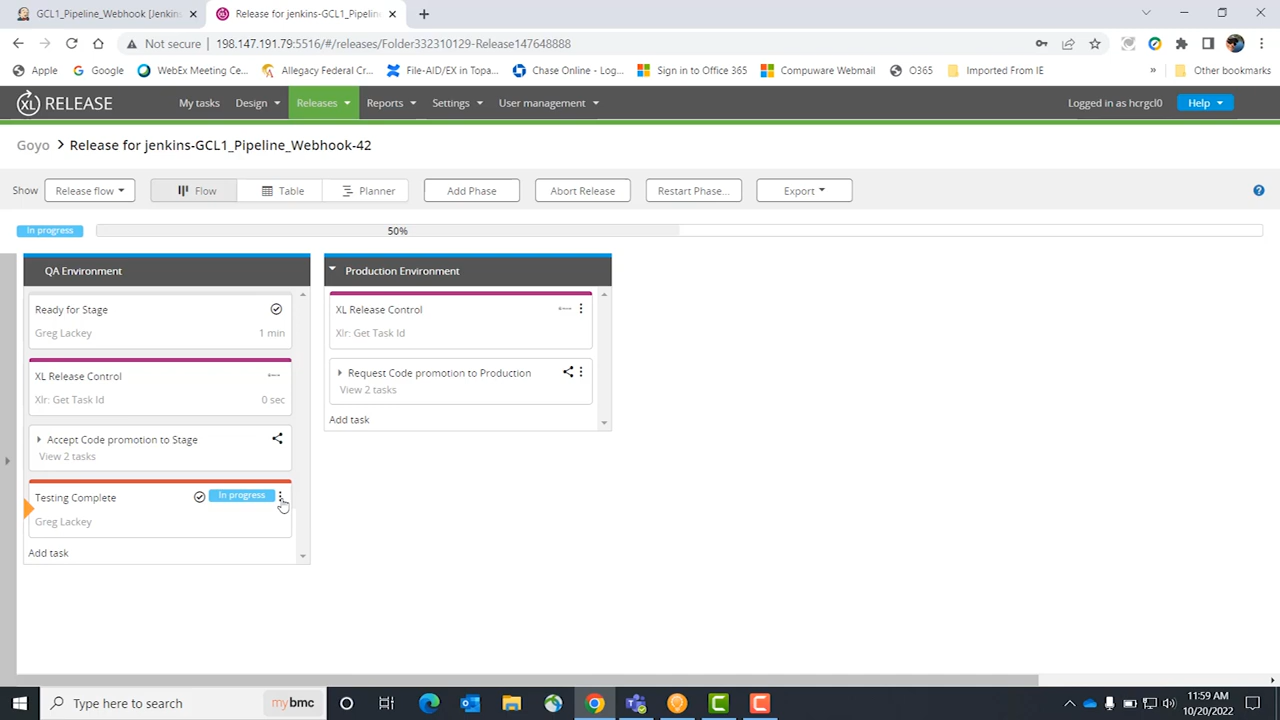 GCL1_Pipeline_Webhook [Jenkins
Release for jenkins-GCL1_Pipelin
Not secure
198.147.191.79:5516/#/releases/Folder333310129-Release147648888
Apple
Google
WebEx Meeting Ce...
Allegacy Federal Cr...
File-AID/EX in Topa...
Chase Online - Log...
Sign in to Office 365
Compuware Webmail
O365
Imported From IE
»
Other bookmarks
XL RELEASE
My tasks
Design
Releases
Reports
Settings
User management
Logged in as hcrgcl0
Help
Goyo
Release for jenkins-GCL1_Pipeline_Webhook-42
Show
Release flow
Flow
Table
Planner
Add Phase
Abort Release
Restart Phase...
Export
In progress
50%
QA Environment
Ready for Stage
Greg Lackey
1 min
XL Release Control
Xlr: Get Task Id
0 sec
Accept Code promotion to Stage
View 2 tasks
Testing Complete
In progress
Greg Lackey
Add task
Production Environment
XL Release Control
Xlr: Get Task Id
Request Code promotion to Production
View 2 tasks
Add task
Type here to search
mybmc
11:59 AM
10/20/2022